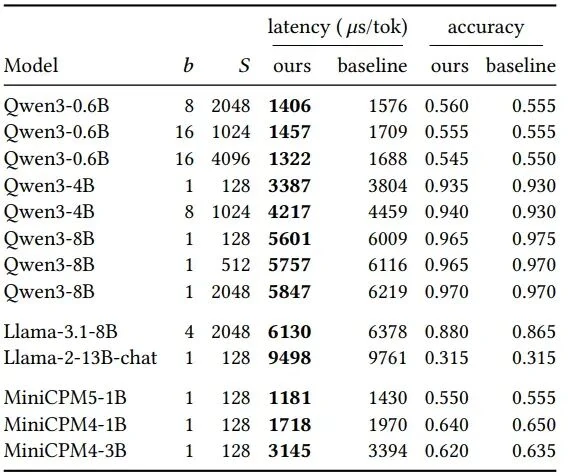 latency (μs/tok) accuracy
Model b S ours baseline ours baseline
Qwen3-0.6B 8 2048 1406 1576 0.560 0.555
Qwen3-0.6B 16 1024 1457 1709 0.555 0.555
Qwen3-0.6B 16 4096 1322 1688 0.545 0.550
Qwen3-4B 1 128 3387 3804 0.935 0.930
Qwen3-4B 8 1024 4217 4459 0.940 0.930
Qwen3-8B 1 128 5601 6009 0.965 0.975
Qwen3-8B 1 512 5757 6116 0.965 0.970
Qwen3-8B 1 2048 5847 6219 0.970 0.970
Llama-3.1-8B 4 2048 6130 6378 0.880 0.865
Llama-2-13B-chat 1 128 9498 9761 0.315 0.315
MiniCPM5-1B 1 128 1181 1430 0.550 0.555
MiniCPM4-1B 1 128 1718 1970 0.640 0.650
MiniCPM4-3B 1 128 3145 3394 0.620 0.635